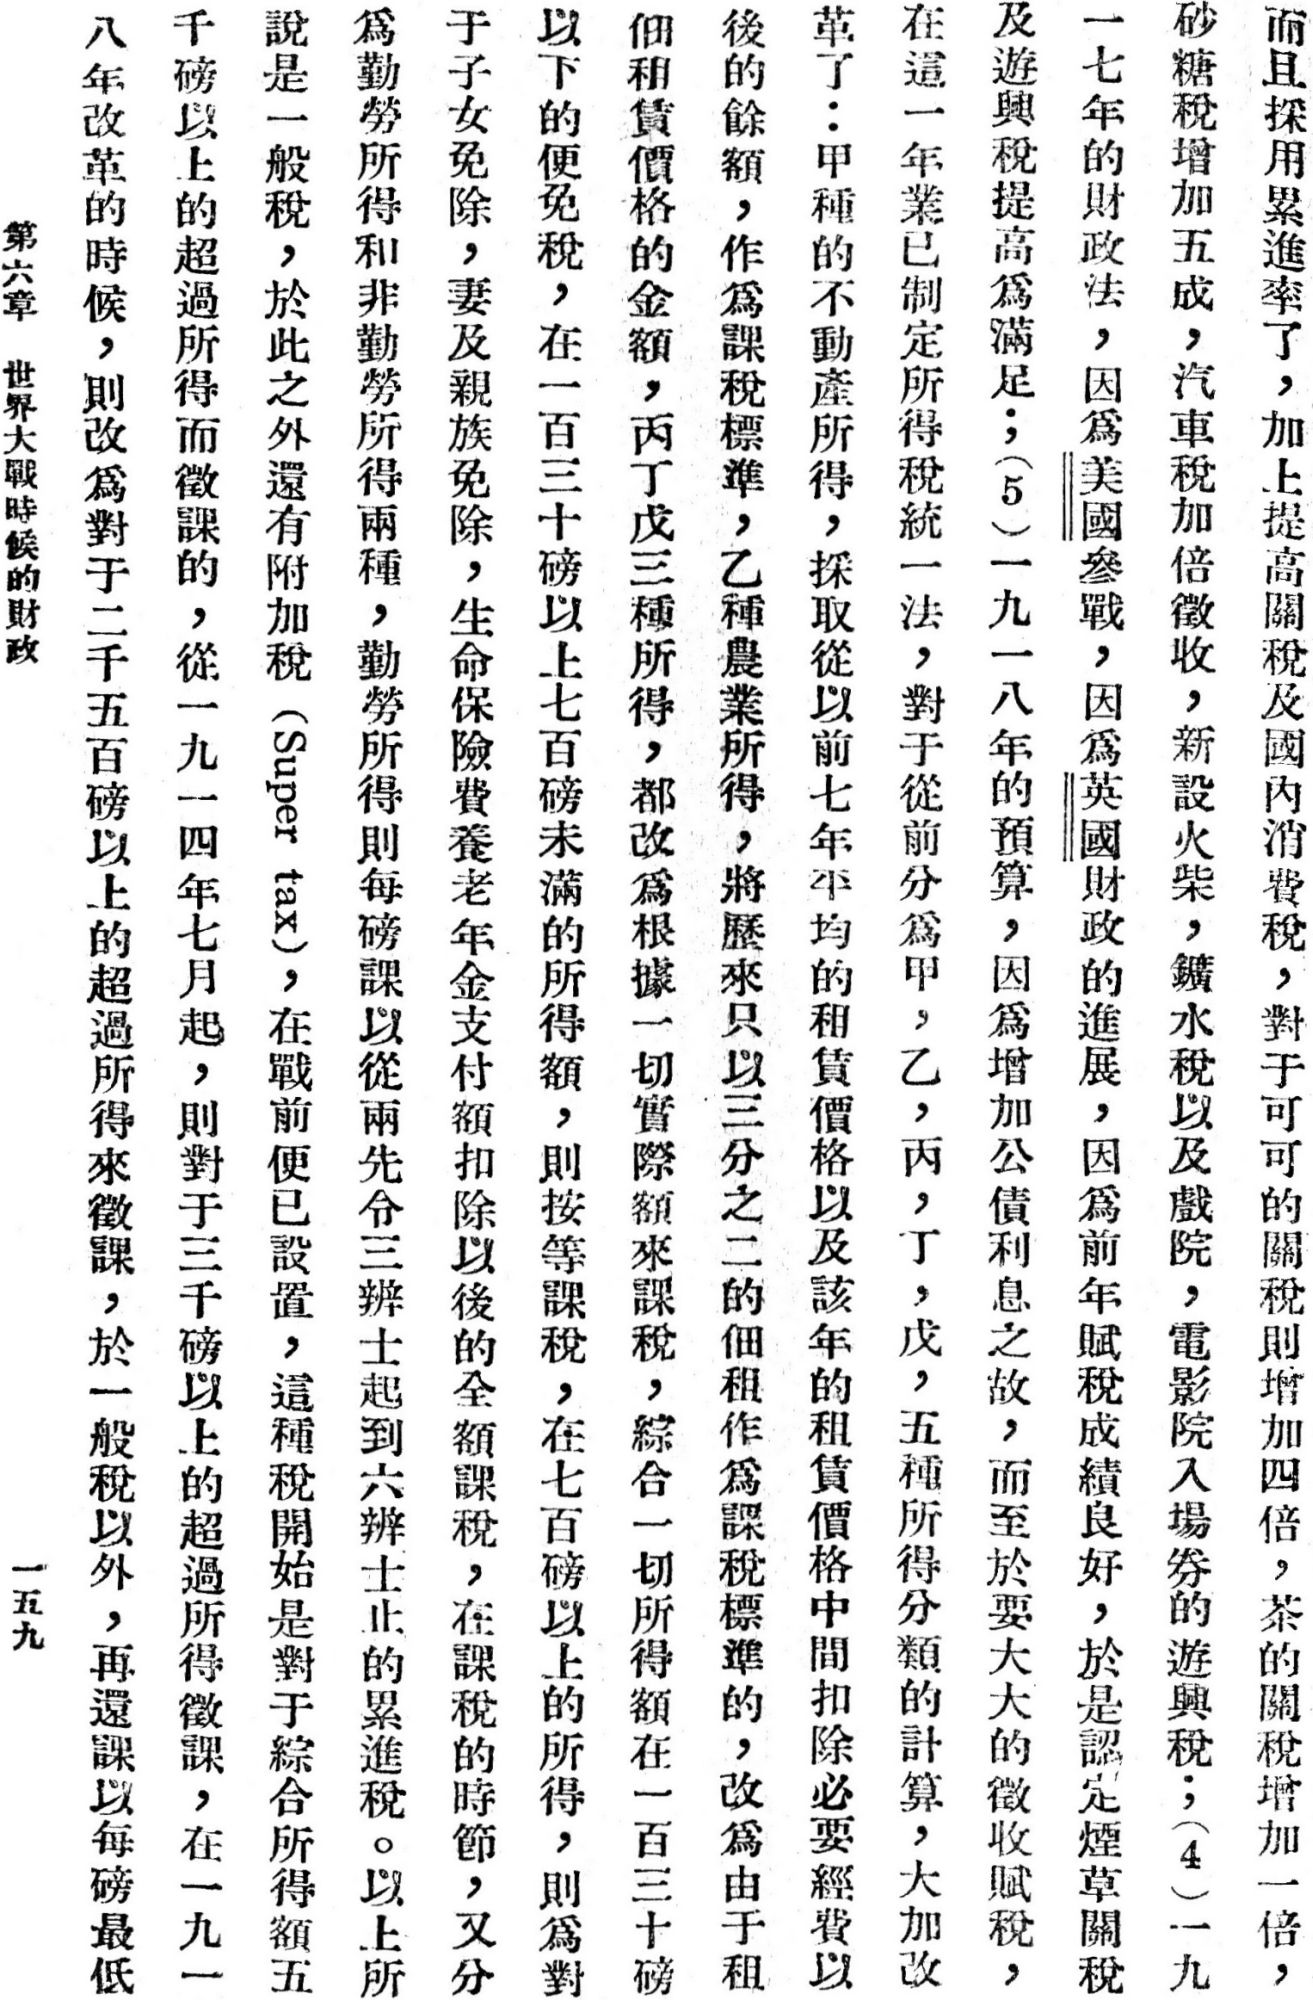 而且採用累進率了，加上提高關稅及國內消費稅，對于可可的關稅則增加四倍，茶的關稅增加一倍，
砂糖稅增加五成，汽車稅加倍徵收，新設火柴，鑛水稅以及戲院，電影院入場券的遊興稅；（4）一九
一七年的財政法，因爲美國參戰，因爲英國財政的進展，因爲前年賦稅成績良好，於是認定煙草關稅
及遊興稅提高爲滿足；（5）一九一八年的預算，因爲增加公債利息之故，而至於要大大的徵收賦稅，
在這一年業已制定所得稅統一法，對于從前分爲甲，乙，丙，丁，戊，五種所得分類的計算，大加改
革了：甲種的不動產所得，採取從以前七年平均的租賃價格以及該年的租賃價格中間扣除必要經費以
後的餘額，作爲課稅標準，乙種農業所得，將歷來只以三分之二的佃租作爲課稅標準的，改爲由于租
佃租賃價格的金額，丙丁戊三種所得，都改爲根據一切實際額來課稅，綜合一切所得額在一百三十磅
以下的便免稅，在一百三十磅以上七百磅未滿的所得額，則按等課稅，在七百磅以上的所得，則爲對
于子女免除，妻及親族免除，生命保險費養老年金支付額扣除以後的全額課稅，在課稅的時節，又分
爲勤勞所得和非勤勞所得兩種，勤勞所得則每磅課以從兩先令三辨士起到六辨士止的累進稅。以上所
說是一般稅，於此之外還有附加稅（Super tax），在戰前便已設置，這種稅開始是對于綜合所得額五
千磅以上的超過所得而徵課的，從一九一四年七月起，則對于三千磅以上的超過所得徵課，在一九一
八年改革的時候，則改爲對于二千五百磅以上的超過所得來徵課，於一般稅以外，再還課以每磅最低
第六章　世界大戰時候的財政
一五九